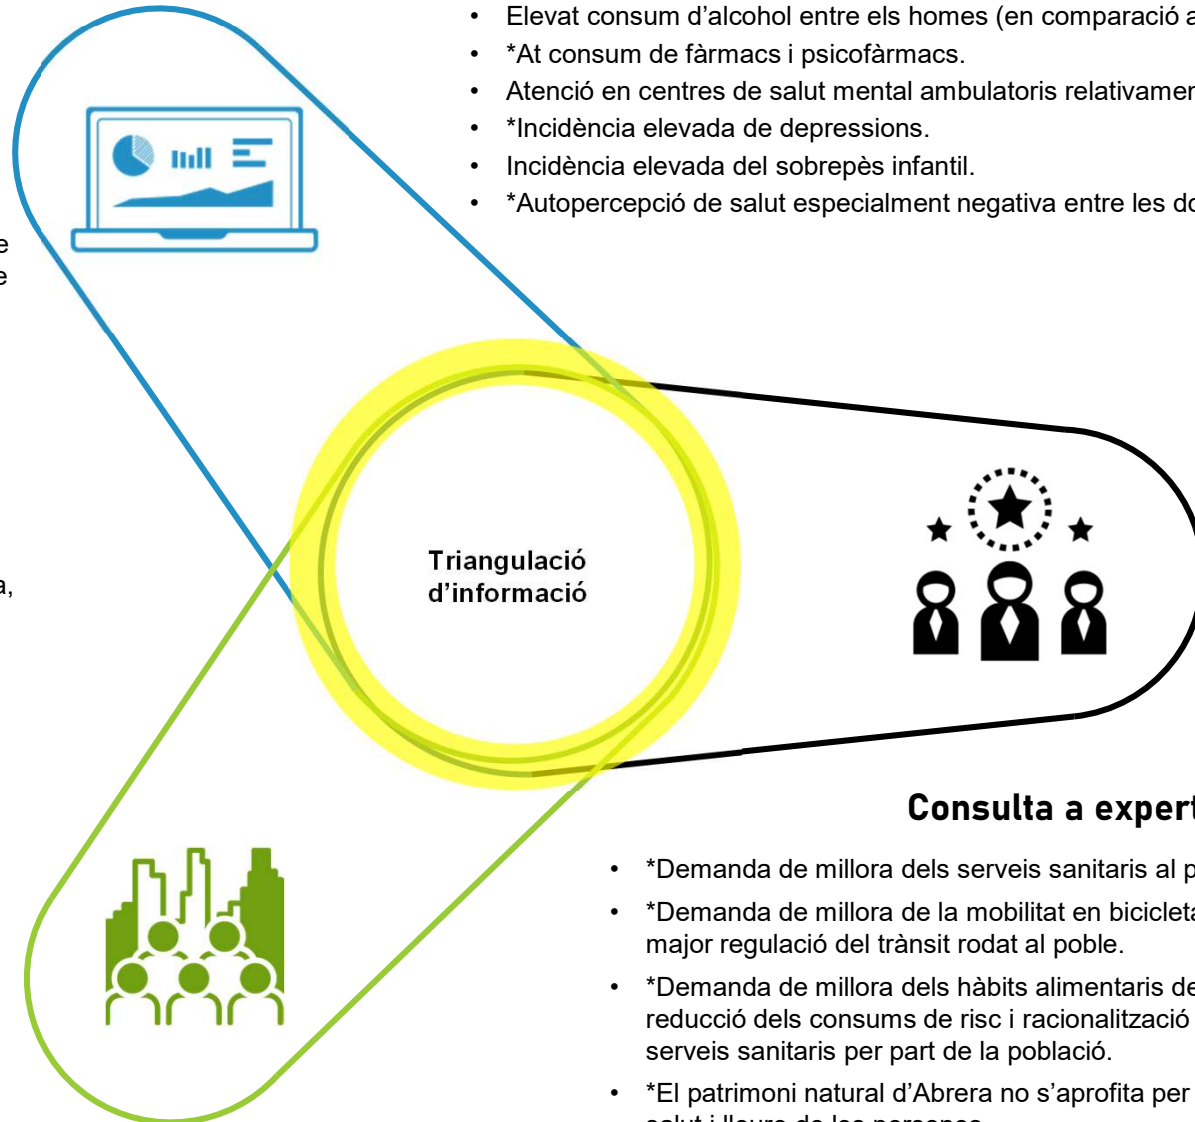 • Elevat consum d’alcohol entre els homes (en comparació a
• *At consum de fàrmacs i psicofàrmacs.
• Atenció en centres de salut mental ambulatoris
• *Incidència elevada de depressions.
• Incidència elevada del sobrepès infantil.
• *Autopercepció de salut especialment negativa entre les
e
e
a,
Triangulació
d’informació
Consulta a
• *Demanda de millora dels serveis sanitaris al
• *Demanda de millora de la mobilitat en
major regulació del trànsit rodat al poble.
• *Demanda de millora dels hàbits alimentaris
reducció dels consums de risc i racionalització
serveis sanitaris per part de la població.
• *El patrimoni natural d’Abrera no s’aprofita per
salut i lleure de les persones